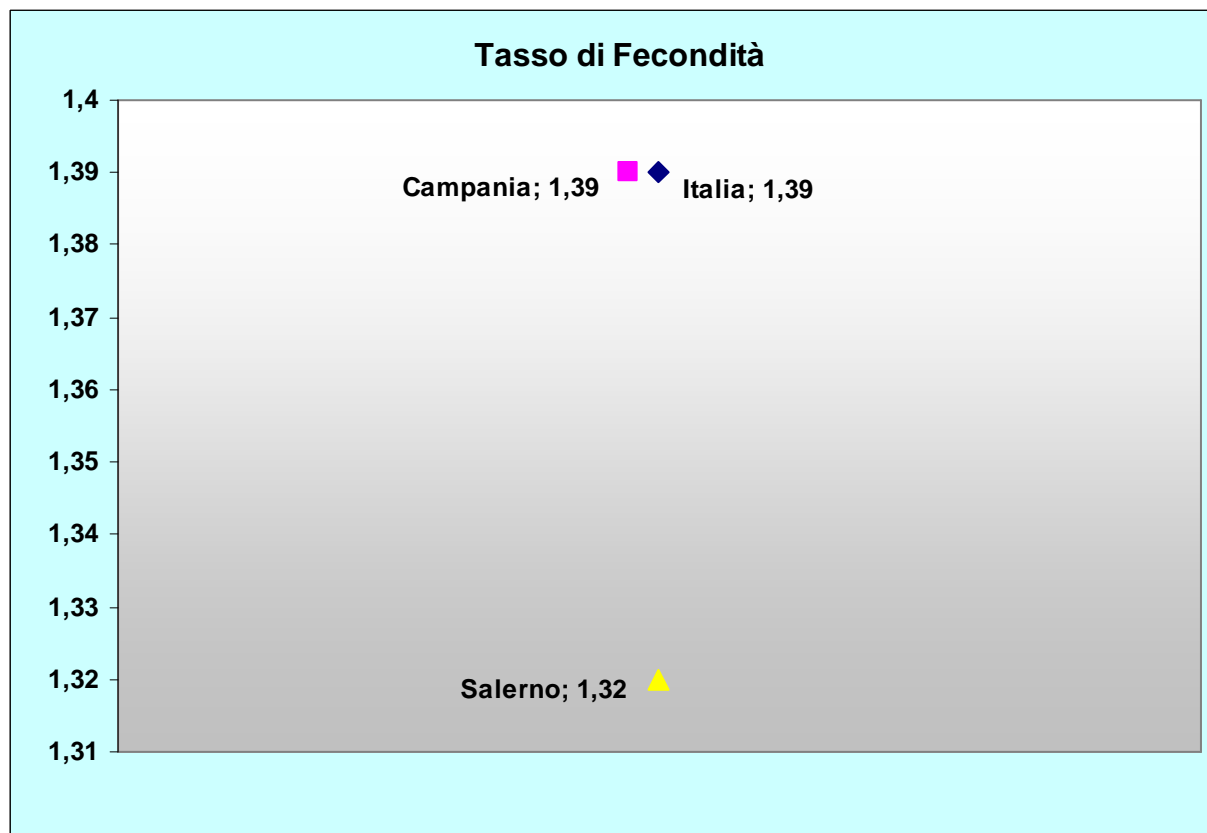 Tasso di Fecondità
1,4
1,39
Campania; 1,39
Italia; 1,39
1,38
1,37
1,36
1,35
1,34
1,33
1,32
Salerno; 1,32
1,31